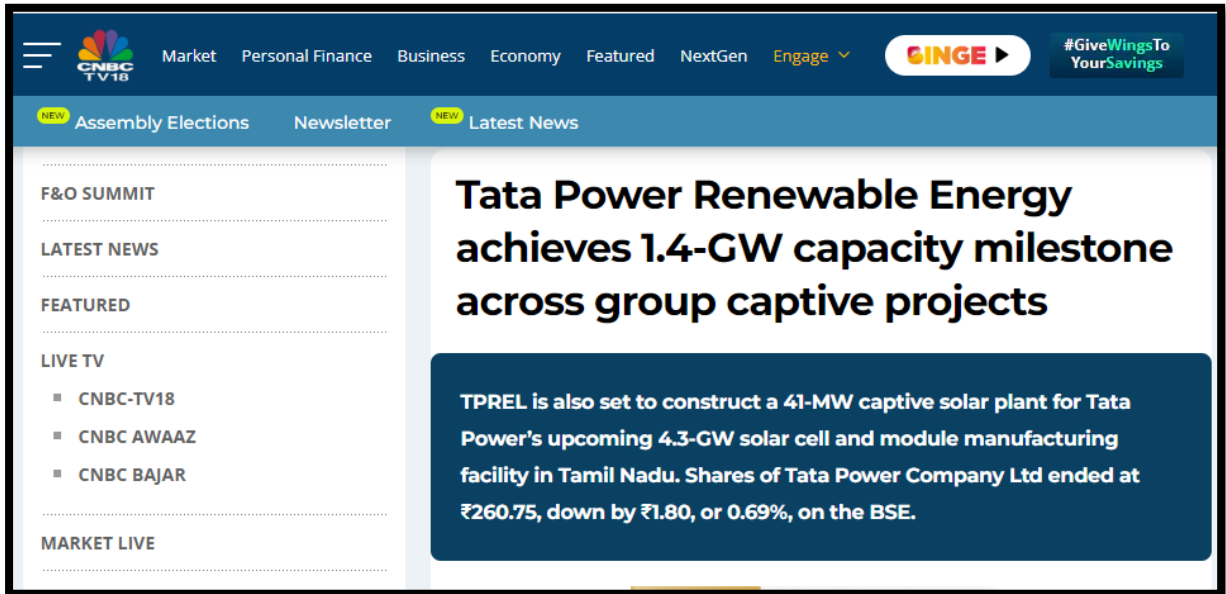 CNBC
TV18
Market Personal Finance Business Economy Featured NextGen Engage
BINGE
#GiveWingsTo
YourSavings
NEW Assembly Elections Newsletter NEW Latest News
F&O SUMMIT
LATEST NEWS
FEATURED
LIVE TV
CNBC-TV18
CNBC AWAAZ
CNBC BAJAR
MARKET LIVE
Tata Power Renewable Energy
achieves 1.4-GW capacity milestone
across group captive projects
TPREL is also set to construct a 41-MW captive solar plant for Tata
Power’s upcoming 4.3-GW solar cell and module manufacturing
facility in Tamil Nadu. Shares of Tata Power Company Ltd ended at
₹260.75, down by ₹1.80, or 0.69%, on the BSE.